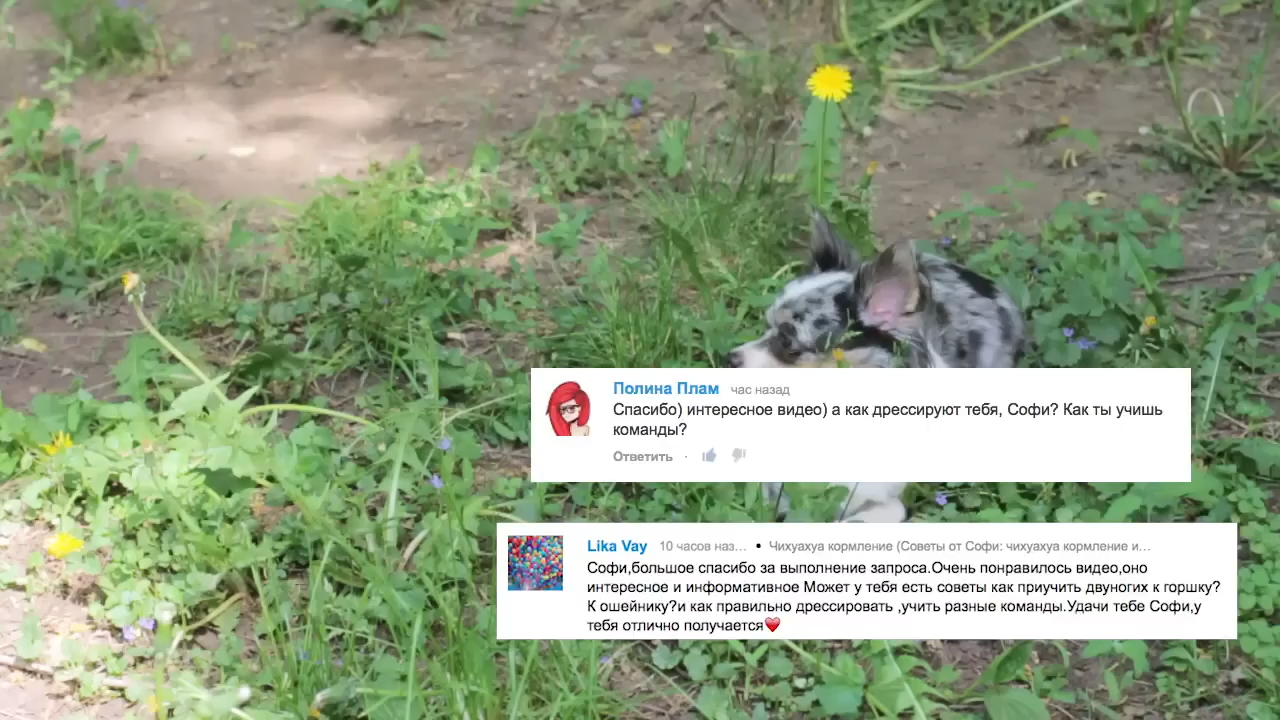 Полина Плам час назад
Спасибо) интересное видео) а как дрессируют тебя, Софи? Как ты учишь
команды?
Ответить ·
Lika Vay 10 часов наз... • Чихуахуа кормление (Советы от Софи: чихуахуа кормление и...
Софи,большое спасибо за выполнение запроса.Очень понравилось видео,оно
интересное и информативное Может у тебя есть советы как приучить двуногих к горшку?
К ошейнику?и как правильно дрессировать ,учить разные команды.Удачи тебе Софи,у
тебя отлично получается❤